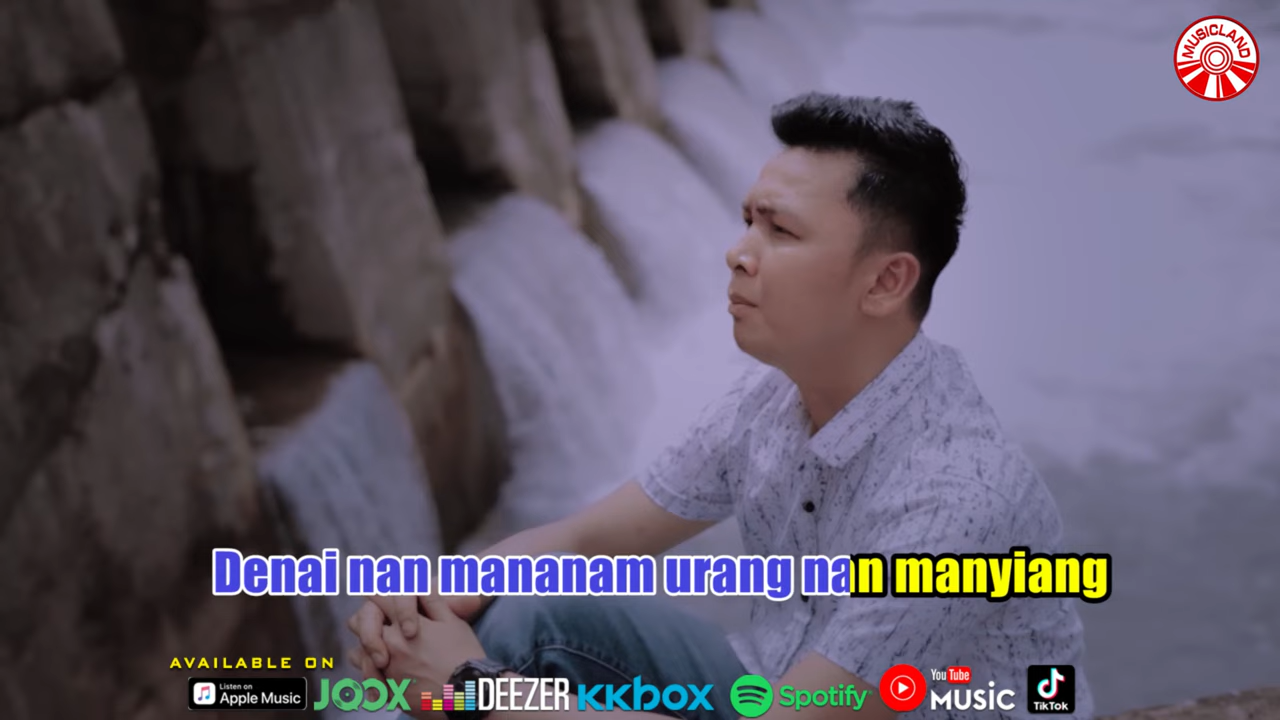 MUSICLAND
Denai nan mananam urang nan manyiang
AVAILABLE ON
Listen on
Apple Music
JOOX
DEEZER
KKBOX
Spotify
YouTube
MUSIC
TikTok